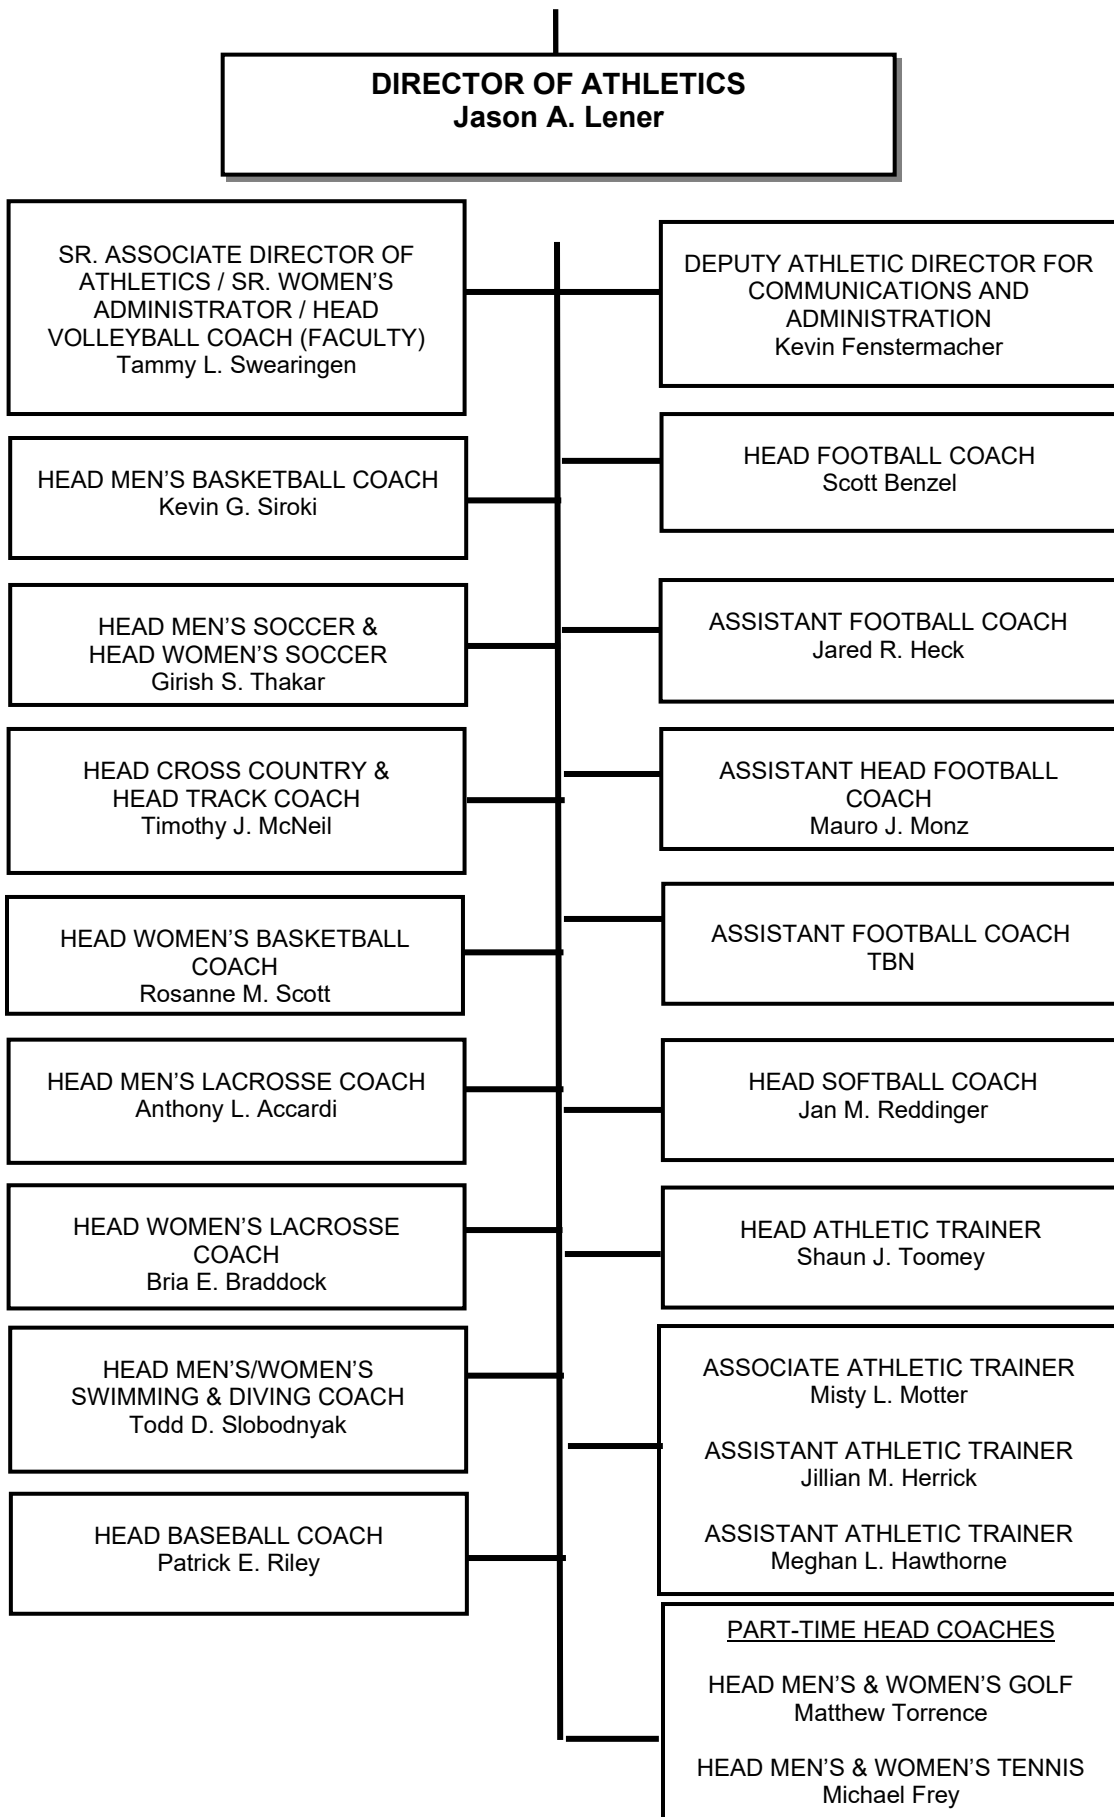 DIRECTOR OF ATHLETICS
Jason A. Lener
SR. ASSOCIATE DIRECTOR OF
ATHLETICS / SR. WOMEN'S
ADMINISTRATOR / HEAD
VOLLEYBALL COACH (FACULTY)
Tammy L. Swearingen
DEPUTY ATHLETIC DIRECTOR FOR
COMMUNICATIONS AND
ADMINISTRATION
Kevin Fenstermacher
HEAD MEN'S BASKETBALL COACH
Kevin G. Siroki
HEAD FOOTBALL COACH
Scott Benzel
HEAD MEN'S SOCCER &
HEAD WOMEN'S SOCCER
Girish S. Thakar
ASSISTANT FOOTBALL COACH
Jared R. Heck
HEAD CROSS COUNTRY &
HEAD TRACK COACH
Timothy J. McNeil
ASSISTANT HEAD FOOTBALL
COACH
Mauro J. Monz
HEAD WOMEN'S BASKETBALL
COACH
Rosanne M. Scott
ASSISTANT FOOTBALL COACH
TBN
HEAD MEN'S LACROSSE COACH
Anthony L. Accardi
HEAD SOFTBALL COACH
Jan M. Reddinger
HEAD WOMEN'S LACROSSE
COACH
Bria E. Braddock
HEAD ATHLETIC TRAINER
Shaun J. Toomey
HEAD MEN'S/WOMEN'S
SWIMMING & DIVING COACH
Todd D. Slobodnyak
ASSOCIATE ATHLETIC TRAINER
Misty L. Motter
ASSISTANT ATHLETIC TRAINER
Jillian M. Herrick
ASSISTANT ATHLETIC TRAINER
Meghan L. Hawthorne
HEAD BASEBALL COACH
Patrick E. Riley
PART-TIME HEAD COACHES
HEAD MEN'S & WOMEN'S GOLF
Matthew Torrence
HEAD MEN'S & WOMEN'S TENNIS
Michael Frey